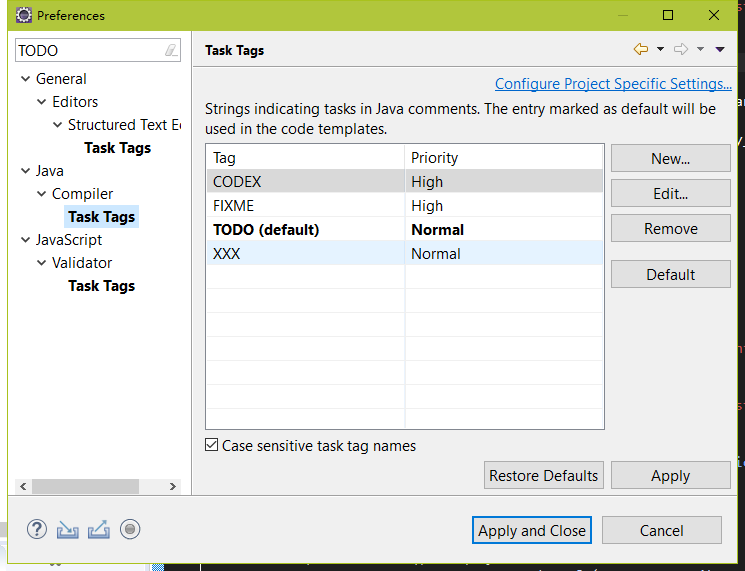 Preferences
TODO
Task Tags
General
Editors
Structured Text E
Task Tags
Java
Compiler
Task Tags
JavaScript
Validator
Task Tags
Configure Project Specific Settings...
Strings indicating tasks in Java comments. The entry marked as default will be
used in the code templates.
Tag Priority
CODEX High
FIXME High
TODO (default) Normal
XXX Normal
New...
Edit...
Remove
Default
Case sensitive task tag names
Restore Defaults Apply
Apply and Close Cancel